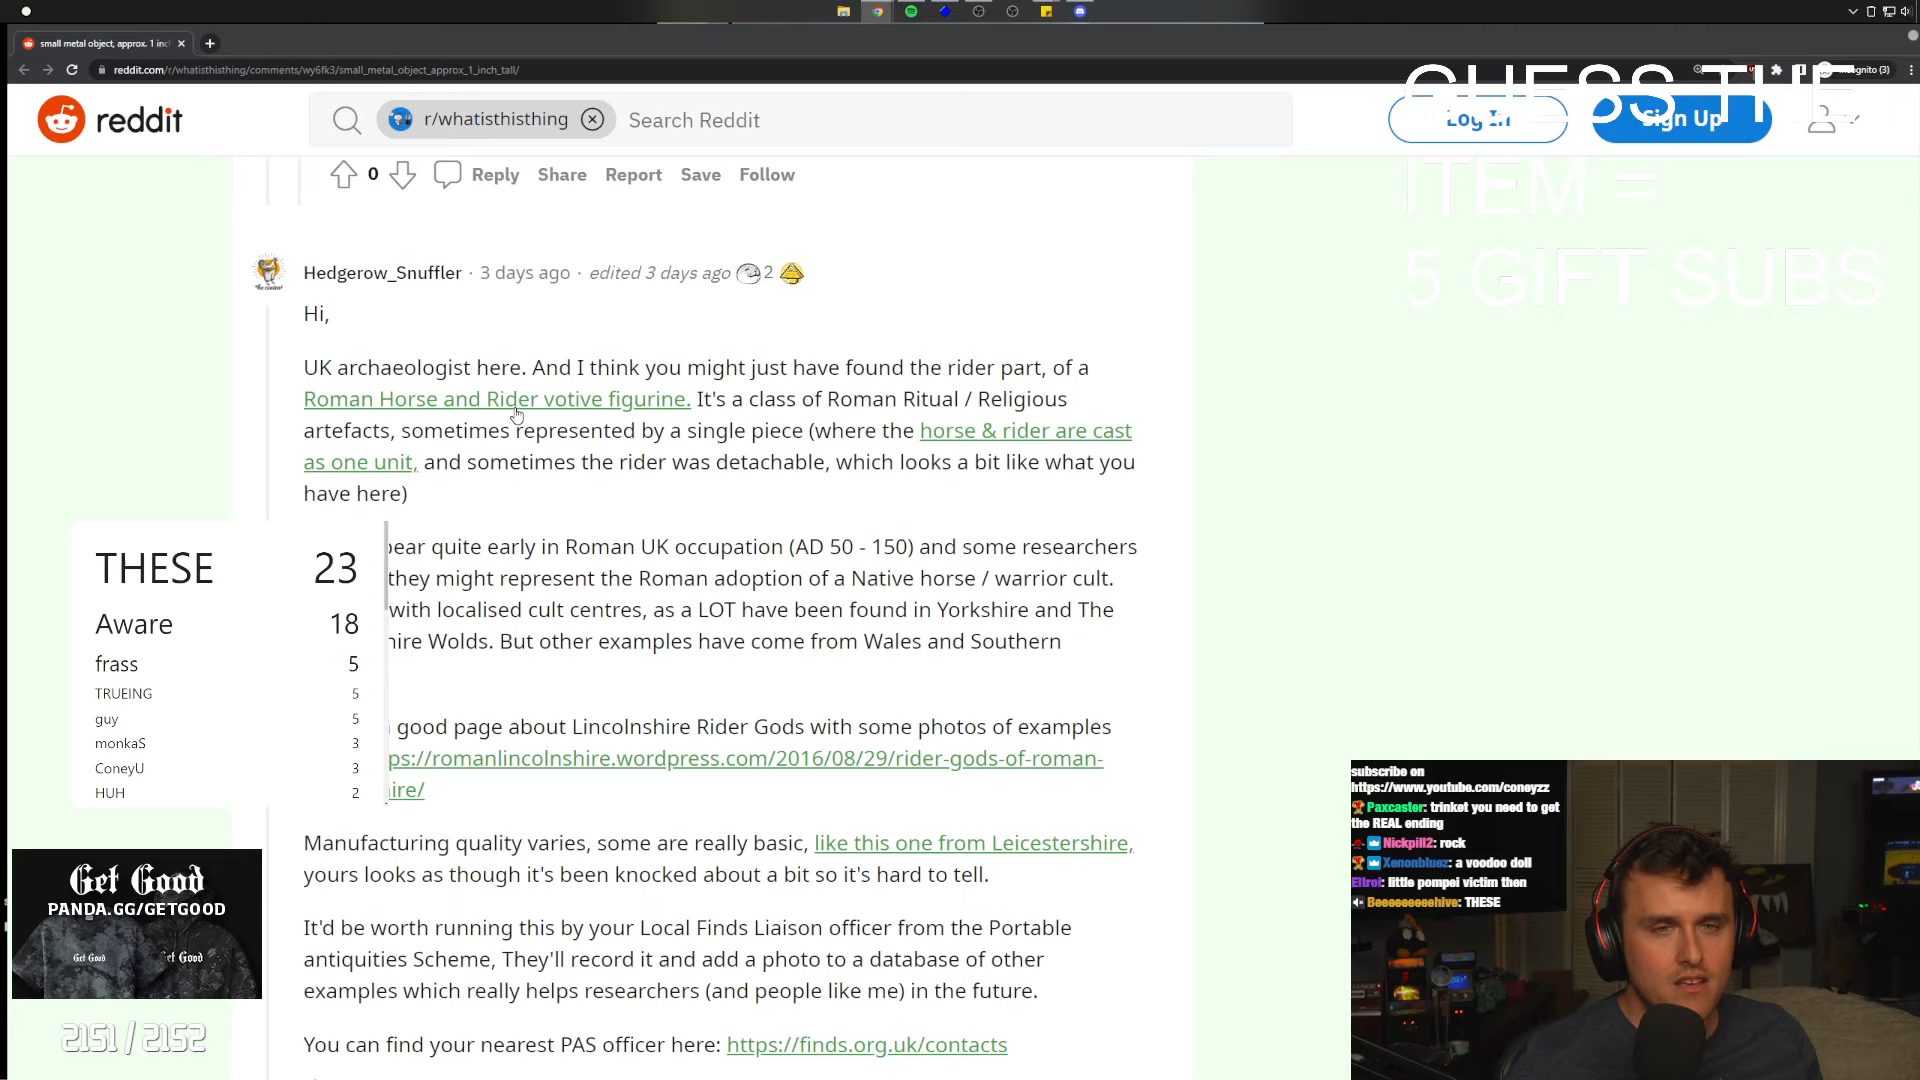 small metal object, approx. 1 inc
reddit.com/r/whatisthisthing/comments/wy6fk3/small_metal_object_approx_1_inch_tall/
Incognito (3)
reddit
r/whatisthisthing
Search Reddit
Log In
Sign Up
GUESS THE
ITEM =
5 GIFT SUBS
0 Reply Share Report Save Follow
Hedgerow_Snuffler · 3 days ago · edited 3 days ago 2
Hi,
UK archaeologist here. And I think you might just have found the rider part, of a
Roman Horse and Rider votive figurine. It's a class of Roman Ritual / Religious
artefacts, sometimes represented by a single piece (where the horse & rider are cast
as one unit, and sometimes the rider was detachable, which looks a bit like what you
have here)
pear quite early in Roman UK occupation (AD 50 - 150) and some researchers
they might represent the Roman adoption of a Native horse / warrior cult.
with localised cult centres, as a LOT have been found in Yorkshire and The
hire Wolds. But other examples have come from Wales and Southern
good page about Lincolnshire Rider Gods with some photos of examples
ps://romanlincolnshire.wordpress.com/2016/08/29/rider-gods-of-roman-
ire/
Manufacturing quality varies, some are really basic, like this one from Leicestershire,
yours looks as though it's been knocked about a bit so it's hard to tell.
It'd be worth running this by your Local Finds Liaison officer from the Portable
antiquities Scheme, They'll record it and add a photo to a database of other
examples which really helps researchers (and people like me) in the future.
You can find your nearest PAS officer here: https://finds.org.uk/contacts
THESE 23
Aware 18
frass 5
TRUEING 5
guy 5
monkaS 3
ConeyU 3
HUH 2
Get Good
PANDA.GG/GETGOOD
Get Good
Get Good
2151 / 2152
subscribe on
https://www.youtube.com/coneyzz
Paxcaster: trinket you need to get
the REAL ending
Nickpill2: rock
Xenonbluez: a voodoo doll
Eltroi: little pompei victim then
Beeeeeeeeehive: THESE